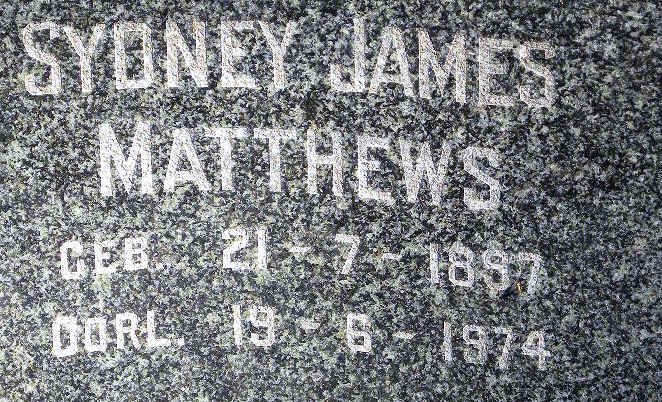 SYDNEY JAMES
MATTHEWS
GEB. 21-7-1897
OORL. 19-6-1974